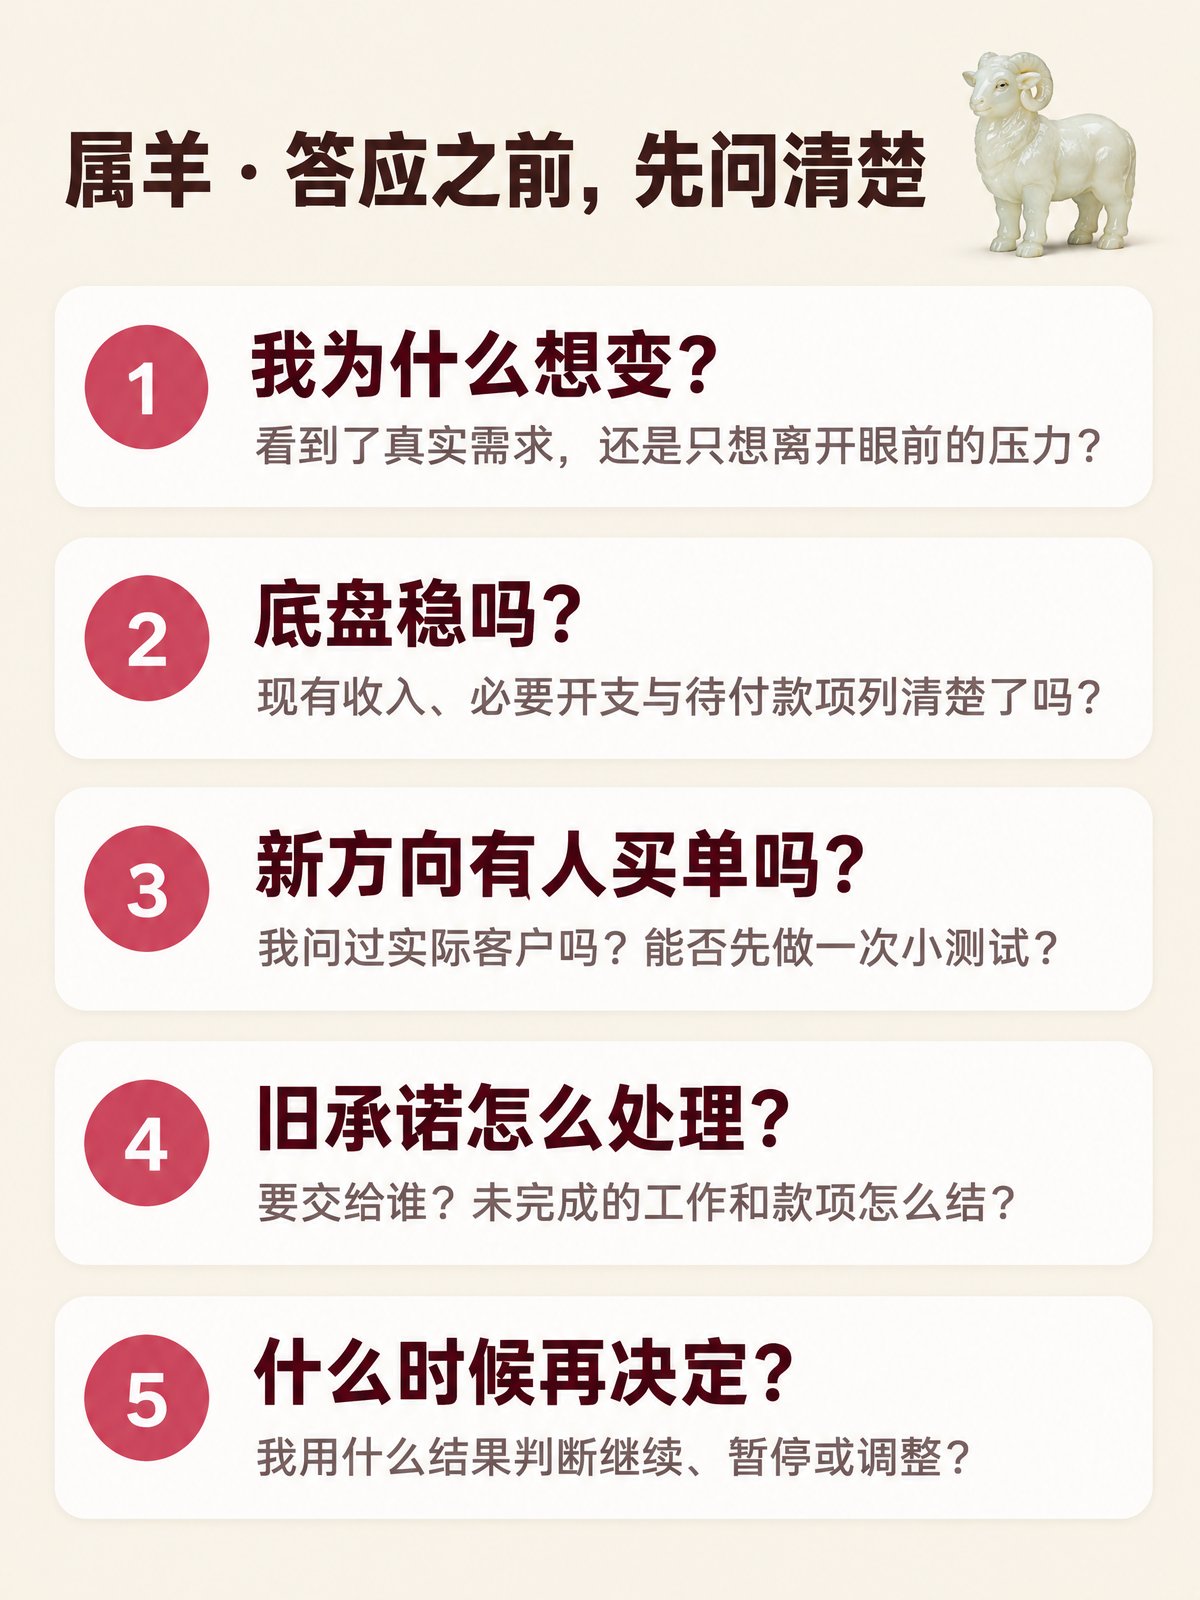 属羊·答应之前，先问清楚
1
我为什么想变？
看到了真实需求，还是只想离开眼前的压力？
2
底盘稳吗？
现有收入、必要开支与待付款项列清楚了吗？
3
新方向有人买单吗？
我问过实际客户吗？能否先做一次小测试？
4
旧承诺怎么处理？
要交给谁？未完成的工作和款项怎么结？
5
什么时候再决定？
我用什么结果判断继续、暂停或调整？